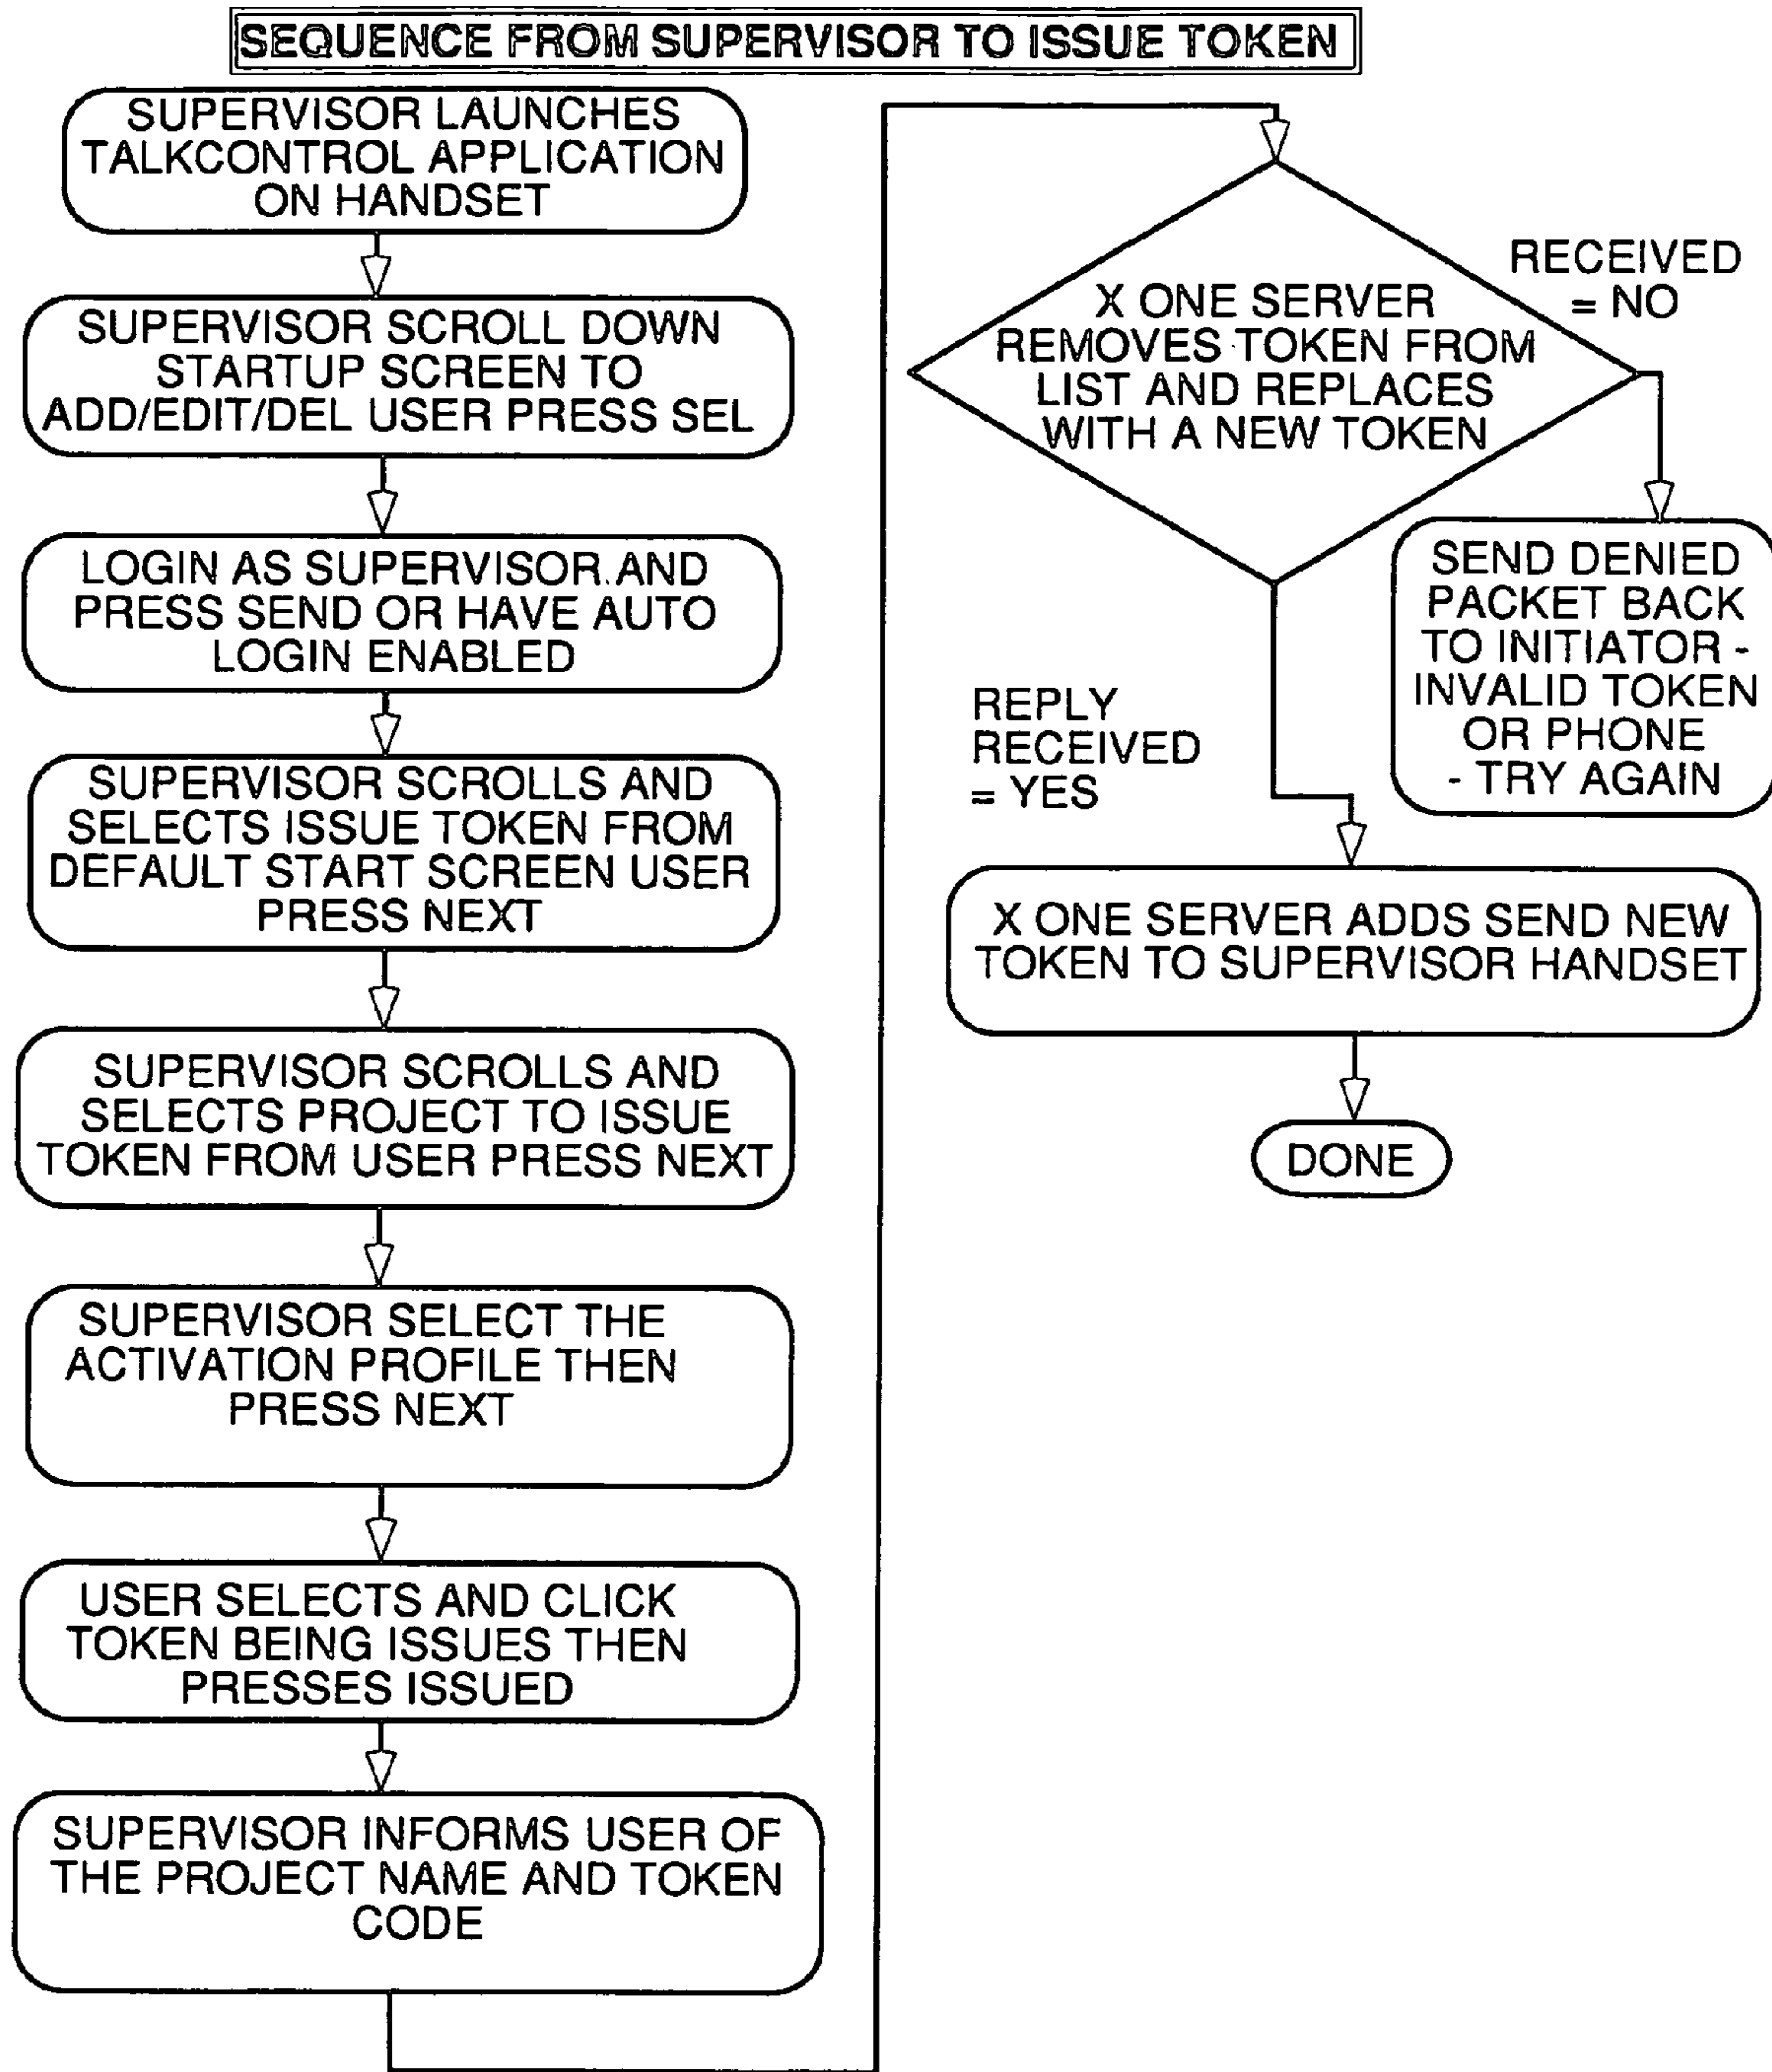 SEQUENCE FROM SUPERVISOR TO ISSUE TOKEN
SUPERVISOR LAUNCHES
TALKCONTROL APPLICATION
ON HANDSET
SUPERVISOR SCROLL DOWN
STARTUP SCREEN TO
ADD/EDIT/DEL USER PRESS SEL
LOGIN AS SUPERVISOR AND
PRESS SEND OR HAVE AUTO
LOGIN ENABLED
SUPERVISOR SCROLLS AND
SELECTS ISSUE TOKEN FROM
DEFAULT START SCREEN USER
PRESS NEXT
SUPERVISOR SCROLLS AND
SELECTS PROJECT TO ISSUE
TOKEN FROM USER PRESS NEXT
SUPERVISOR SELECT THE
ACTIVATION PROFILE THEN
PRESS NEXT
USER SELECTS AND CLICK
TOKEN BEING ISSUES THEN
PRESSES ISSUED
SUPERVISOR INFORMS USER OF
THE PROJECT NAME AND TOKEN
CODE
X ONE SERVER
REMOVES TOKEN FROM
LIST AND REPLACES
WITH A NEW TOKEN
RECEIVED
= NO
SEND DENIED
PACKET BACK
TO INITIATOR -
INVALID TOKEN
OR PHONE
- TRY AGAIN
REPLY
RECEIVED
= YES
X ONE SERVER ADDS SEND NEW
TOKEN TO SUPERVISOR HANDSET
DONE